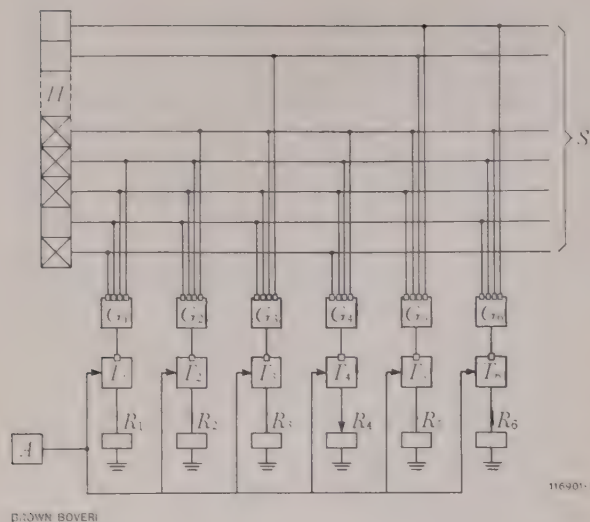 H
S
G1 G2 G3 G4 G5 G6
T1 T2 T3 T4 T5 T6
R1 R2 R3 R4 R5 R6
A
116901-
BROWN BOVERI